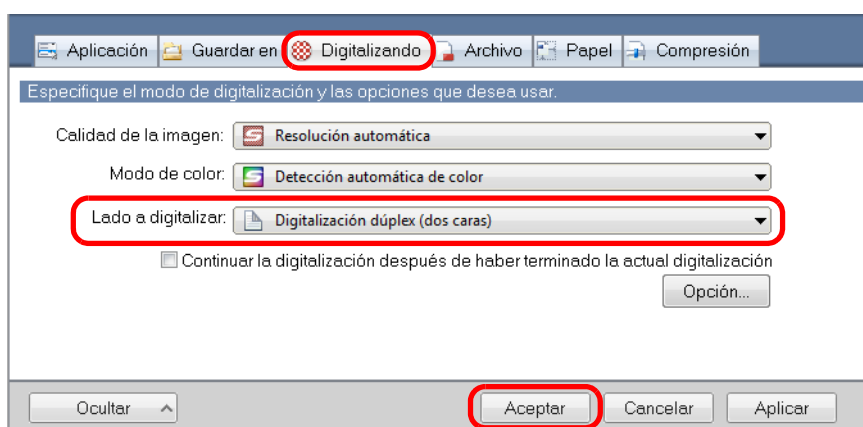 Aplicación Guardar en Digitalizando Archivo Papel Compresión
Especifique el modo de digitalización y las opciones que desea usar.
Calidad de la imagen: Resolución automática
Modo de color: Detección automática de color
Lado a digitalizar: Digitalización dúplex (dos caras)
Continuar la digitalización después de haber terminado la actual digitalización
Opción...
Ocultar Aceptar Cancelar Aplicar